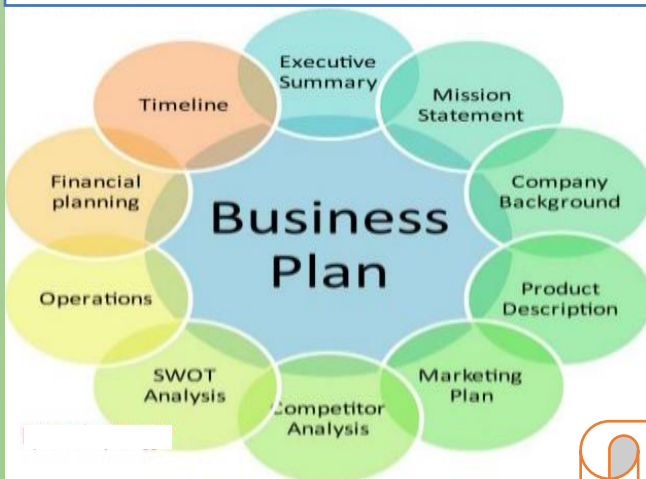 Executive
Summary
Mission
Statement
Company
Background
Product
Description
Marketing
Plan
Competitor
Analysis
SWOT
Analysis
Operations
Financial
planning
Timeline
Business
Plan